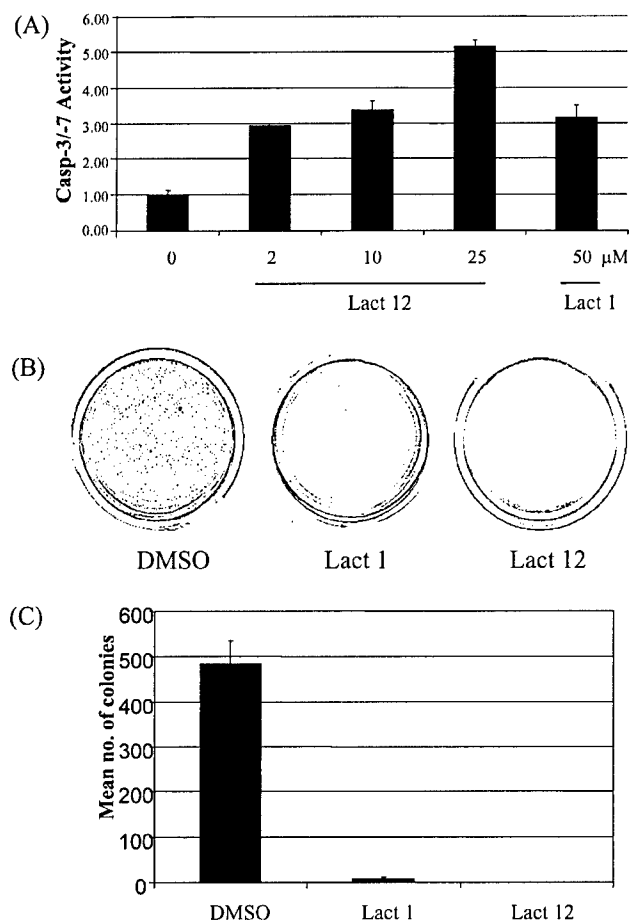 (A)
Casp-3/-7 Activity
6.00
5.00
4.00
3.00
2.00
1.00
0.00
0 2 10 25 50 µM
Lact 12 Lact 1
(B)
DMSO Lact 1 Lact 12
(C)
Mean no. of colonies
600
500
400
300
200
100
0
DMSO Lact 1 Lact 12